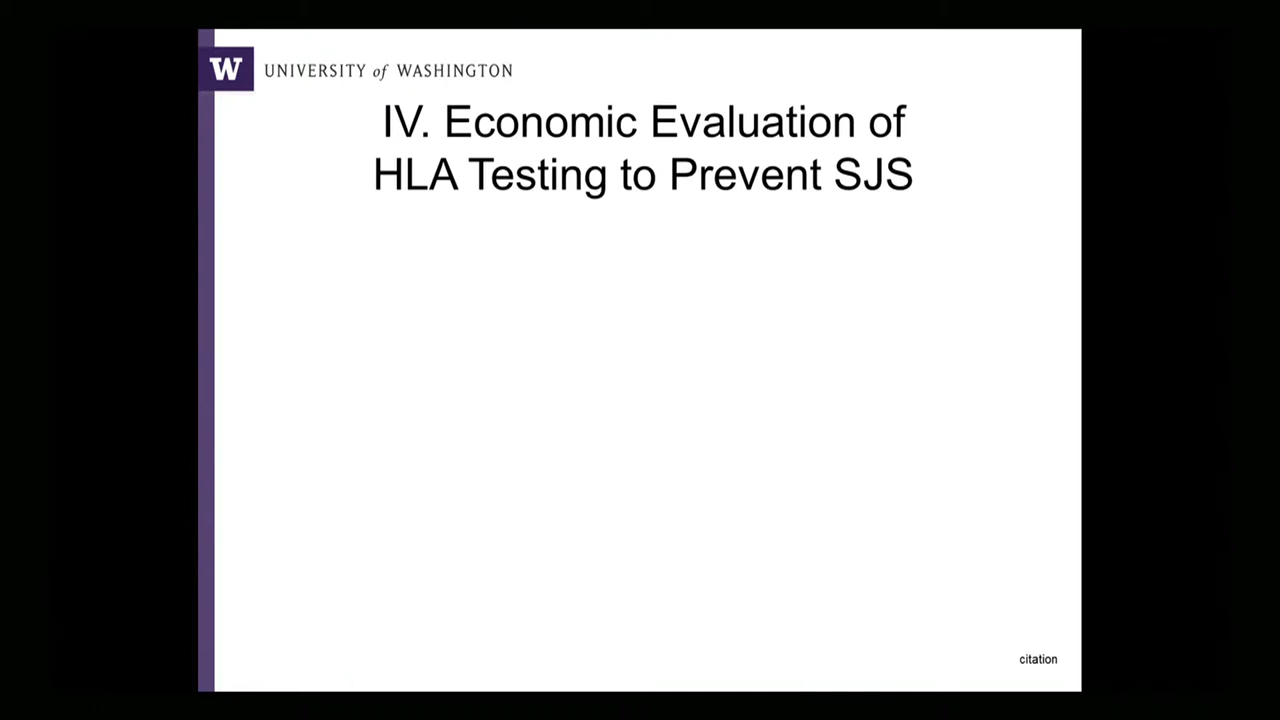 W UNIVERSITY of WASHINGTON
IV. Economic Evaluation of
HLA Testing to Prevent SJS
citation